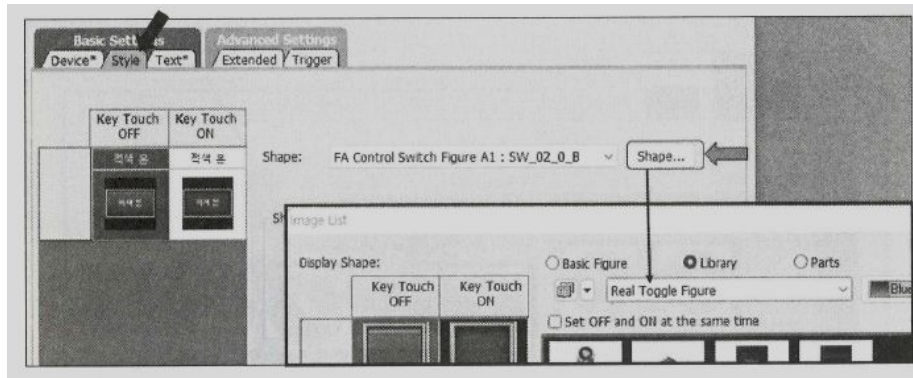 Basic Settings Advanced Settings
Device* Style Text* Extended Trigger
Key Touch OFF Key Touch ON
적색 온 적색 온
Shape: FA Control Switch Figure A1 : SW_02_0_B Shape...
Image List
Display Shape: Basic Figure Library Parts
Key Touch OFF Key Touch ON
Real Toggle Figure Blue
Set OFF and ON at the same time